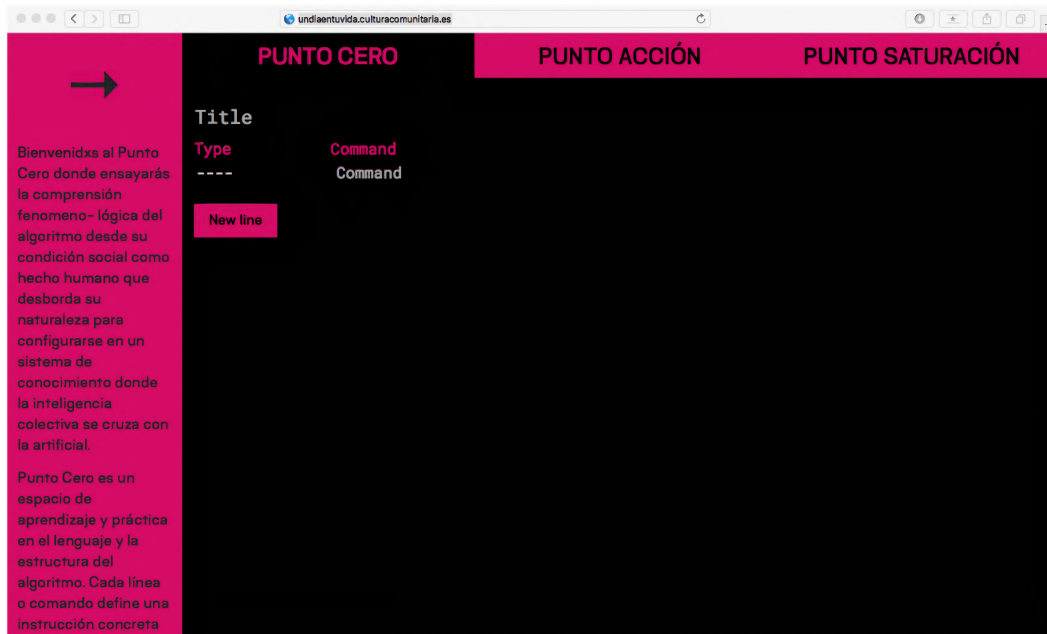 undiaentuvida.culturacomunitaria.es
PUNTO CERO
PUNTO ACCIÓN
PUNTO SATURACIÓN
Bienvenidxs al Punto
Cero donde ensayarás
la comprensión
fenomeno- lógica del
algoritmo desde su
condición social como
hecho humano que
desborda su
naturaleza para
configurarse en un
sistema de
conocimiento donde
la inteligencia
colectiva se cruza con
la artificial.
Punto Cero es un
espacio de
aprendizaje y práctica
en el lenguaje y la
estructura del
algoritmo. Cada línea
o comando define una
instrucción concreta
Title
Type Command
---- Command
New line